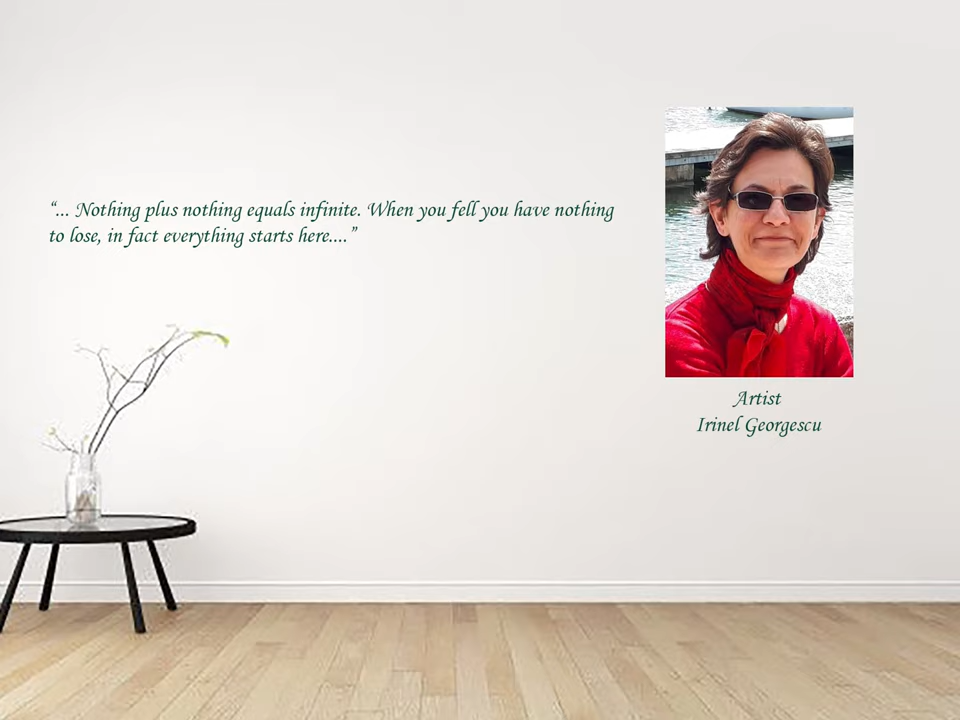 “... Nothing plus nothing equals infinite. When you fell you have nothing
to lose, in fact everything starts here....”
Artist
Irinel Georgescu